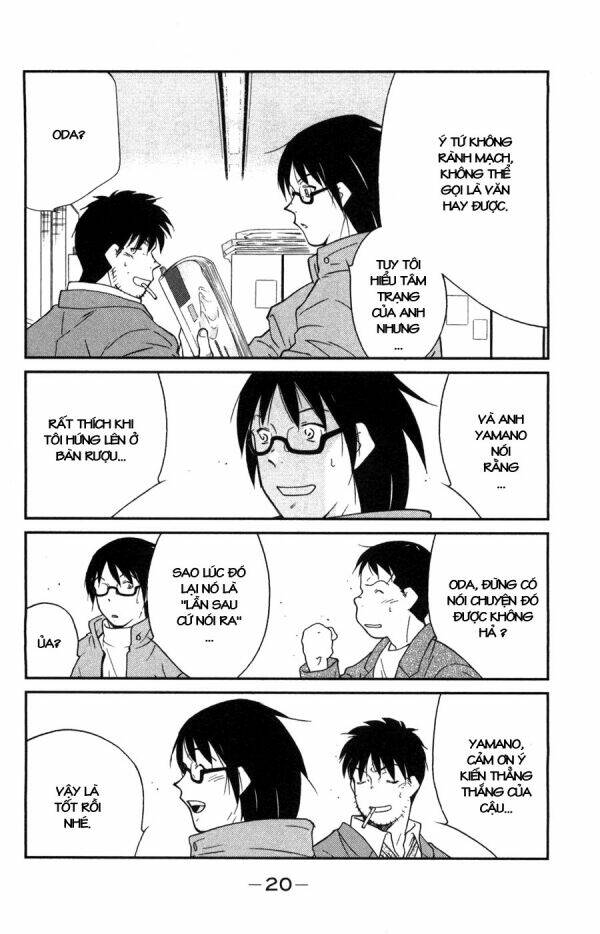 Ý TỨ KHÔNG
RÀNH MẠCH,
KHÔNG THỂ
GỌI LÀ VĂN
HAY ĐƯỢC.
TUY TÔI
HIỂU TÂM
TRẠNG
CỦA ANH
NHƯNG
...
ODA?
VÀ ANH
YAMANO
NÓI
RẰNG
...
RẤT THÍCH KHI
TÔI HỨNG LÊN Ở
BÀN RƯỢU...
ODA, ĐỪNG CÓ
NÓI CHUYỆN ĐÓ
ĐƯỢC KHÔNG
HẢ ?
SAO LÚC ĐÓ
LẠI NÓ LÀ
"LẦN SAU
CỨ NÓI RA"
...
ỦA?
YAMANO,
CẢM ƠN Ý
KIẾN THẲNG
THẮNG CỦA
CẬU...
VẬY LÀ
TỐT RỒI
NHÉ.
—20—